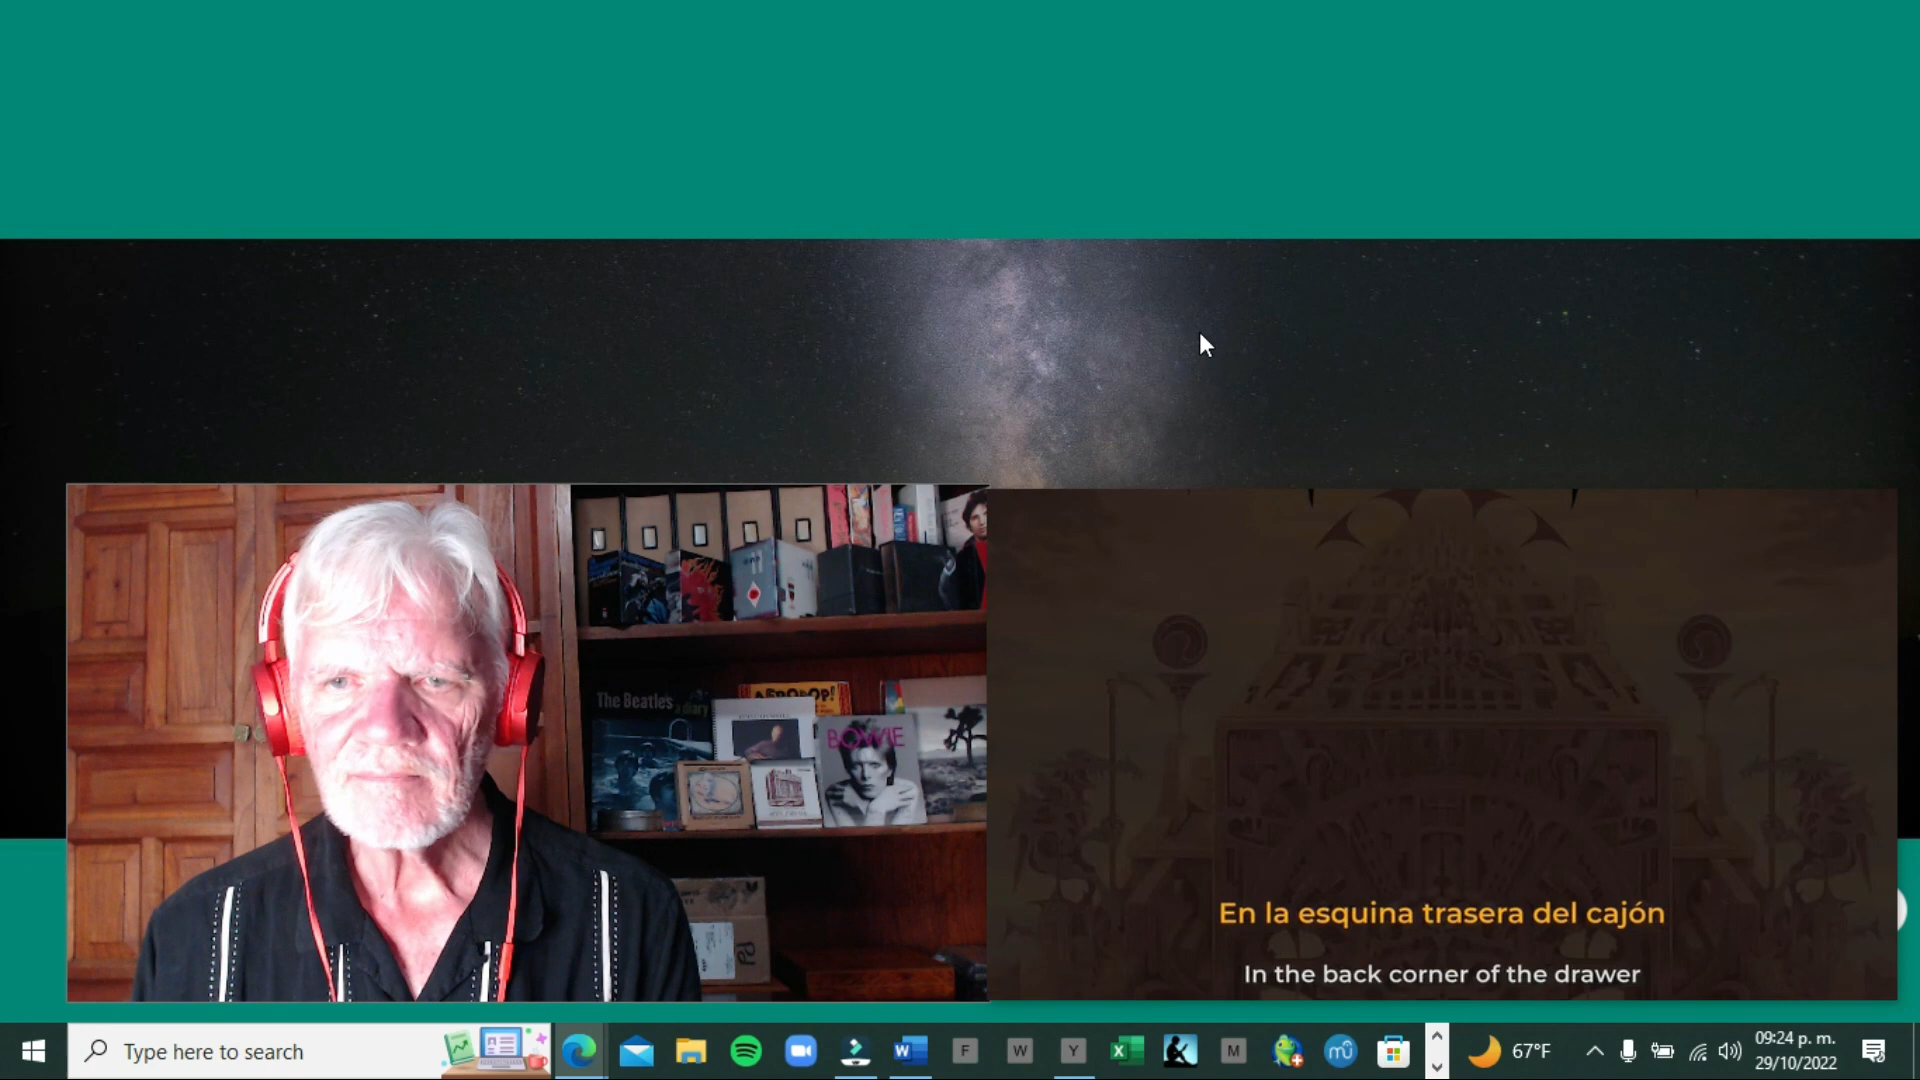 The Beatles
a diary
BOWIE
En la esquina trasera del cajón
In the back corner of the drawer
Type here to search
W
F
W
Y
X
M
67°F
09:24 p. m.
29/10/2022